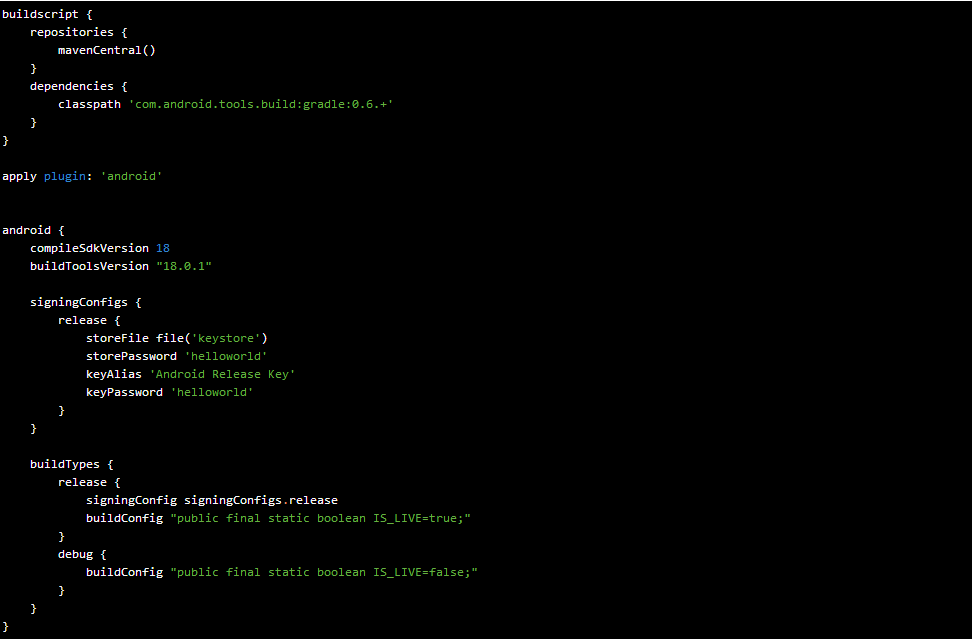 buildscript {
    repositories {
        mavenCentral()
    }
    dependencies {
        classpath 'com.android.tools.build:gradle:0.6.+'
    }
}

apply plugin: 'android'


android {
    compileSdkVersion 18
    buildToolsVersion "18.0.1"

    signingConfigs {
        release {
            storeFile file('keystore')
            storePassword 'helloworld'
            keyAlias 'Android Release Key'
            keyPassword 'helloworld'
        }
    }

    buildTypes {
        release {
            signingConfig signingConfigs.release
            buildConfig "public final static boolean IS_LIVE=true;"
        }
        debug {
            buildConfig "public final static boolean IS_LIVE=false;"
        }
    }
}